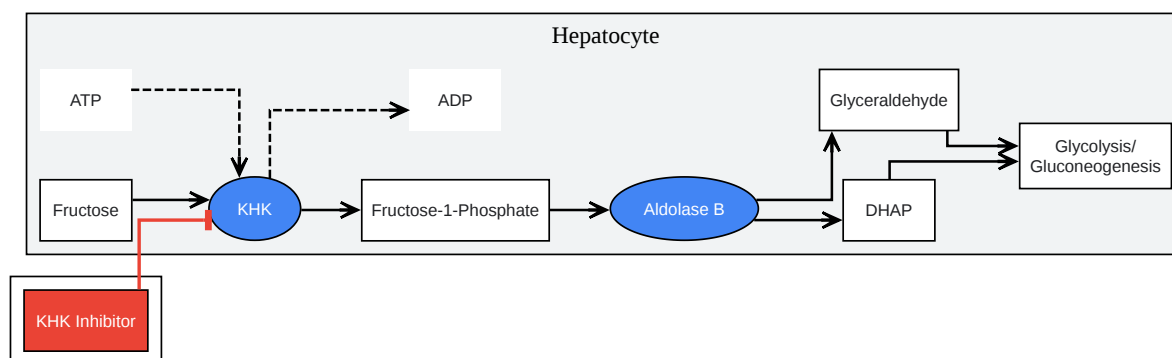 Hepatocyte
ATP
ADP
Glyceraldehyde
Glycolysis/
Gluconeogenesis
Fructose
KHK
Fructose-1-Phosphate
Aldolase B
DHAP
KHK Inhibitor